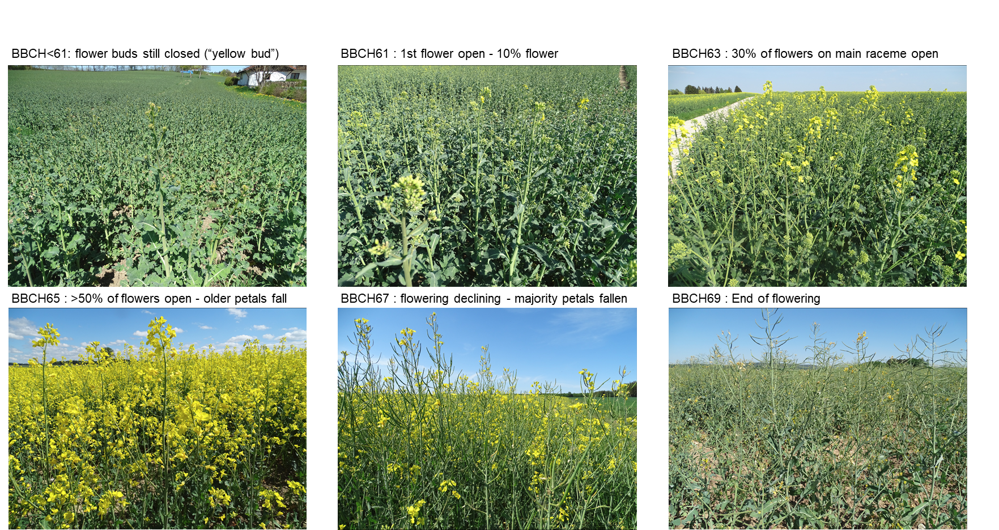 BBCH<61: flower buds still closed (“yellow bud”)
BBCH61 : 1st flower open - 10% flower
BBCH63 : 30% of flowers on main raceme open
BBCH65 : >50% of flowers open - older petals fall
BBCH67 : flowering declining - majority petals fallen
BBCH69 : End of flowering